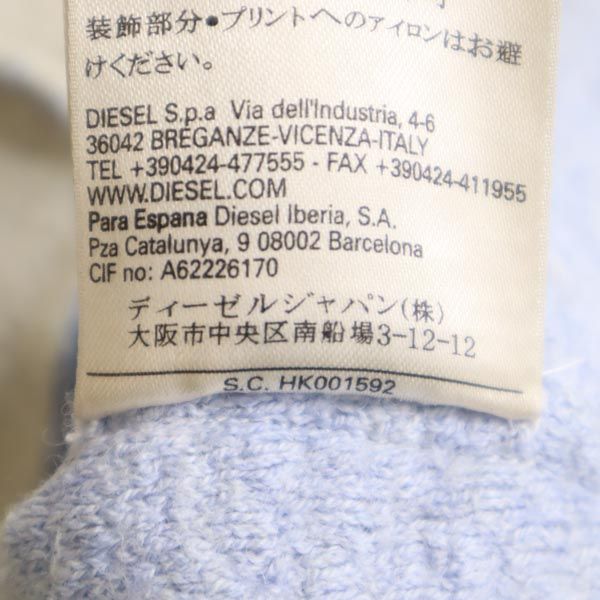 装飾部分•プリントへのアイロンはお避
けください。
DIESEL S.p.a Via dell'Industria, 4-6
36042 BREGANZE-VICENZA-ITALY
TEL +390424-477555 - FAX +390424-411955
WWW.DIESEL.COM
Para Espana Diesel Iberia, S.A.
Pza Catalunya, 9 08002 Barcelona
CIF no: A62226170
ディーゼルジャパン(株)
大阪市中央区南船場3-12-12
S.C. HK001592